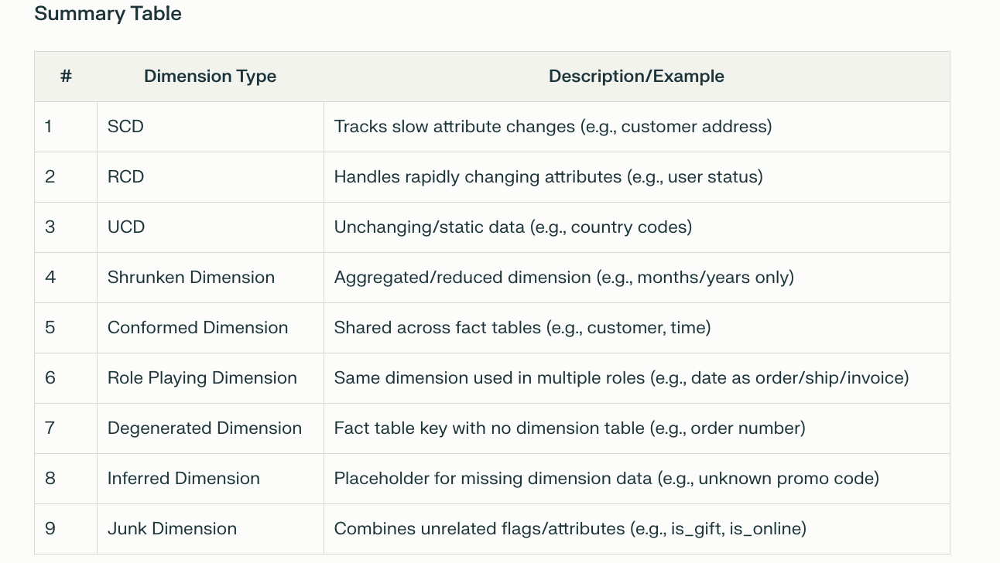 Summary Table
# Dimension Type Description/Example
1 SCD Tracks slow attribute changes (e.g., customer address)
2 RCD Handles rapidly changing attributes (e.g., user status)
3 UCD Unchanging/static data (e.g., country codes)
4 Shrunken Dimension Aggregated/reduced dimension (e.g., months/years only)
5 Conformed Dimension Shared across fact tables (e.g., customer, time)
6 Role Playing Dimension Same dimension used in multiple roles (e.g., date as order/ship/invoice)
7 Degenerated Dimension Fact table key with no dimension table (e.g., order number)
8 Inferred Dimension Placeholder for missing dimension data (e.g., unknown promo code)
9 Junk Dimension Combines unrelated flags/attributes (e.g., is_gift, is_online)